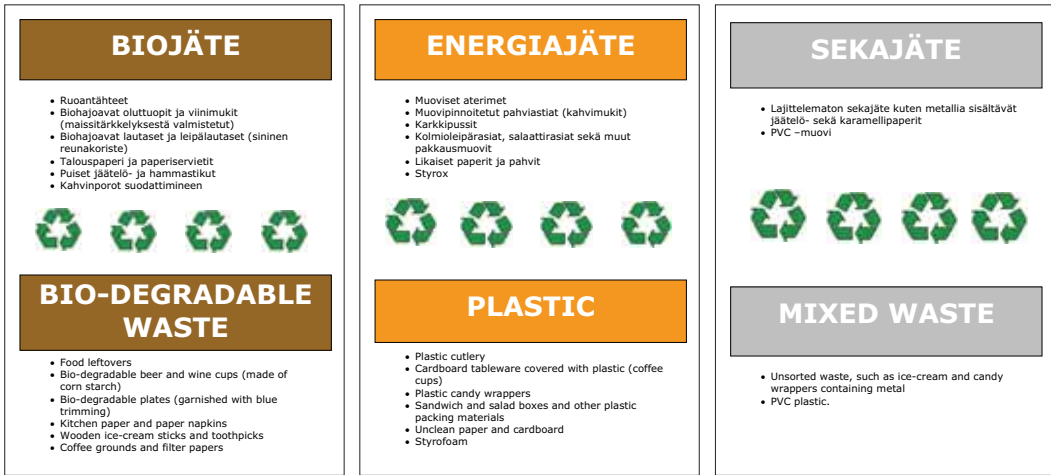 BIOJÄTE
• Ruoantähteet
• Biohajoavat oluttuopit ja viinimukit
(maissitärkkelyksestä valmistetut)
• Biohajoavat lautaset ja leipälautaset (sininen
reunakoriste)
• Talouspaperi ja paperiservietit
• Puiset jäätelö- ja hammastikut
• Kahvinporot suodattimineen
BIO-DEGRADABLE
WASTE
• Food leftovers
• Bio-degradable beer and wine cups (made of
corn starch)
• Bio-degradable plates (garnished with blue
trimming)
• Kitchen paper and paper napkins
• Wooden ice-cream sticks and toothpicks
• Coffee grounds and filter papers
ENERGIAJÄTE
• Muoviset aterimet
• Muovipinnoitetut pahviastiat (kahvimukit)
• Karkkipussit
• Kolmioleipärasiat, salaattirasiat sekä muut
pakkausmuovit
• Likaiset paperit ja pahvit
• Styrox
PLASTIC
• Plastic cutlery
• Cardboard tableware covered with plastic (coffee
cups)
• Plastic candy wrappers
• Sandwich and salad boxes and other plastic
packing materials
• Unclean paper and cardboard
• Styrofoam
SEKAJÄTE
• Lajittelematon sekajäte kuten metallia sisältävät
jäätelö- sekä karamellipaperit
• PVC –muovi
MIXED WASTE
• Unsorted waste, such as ice-cream and candy
wrappers containing metal
• PVC plastic.